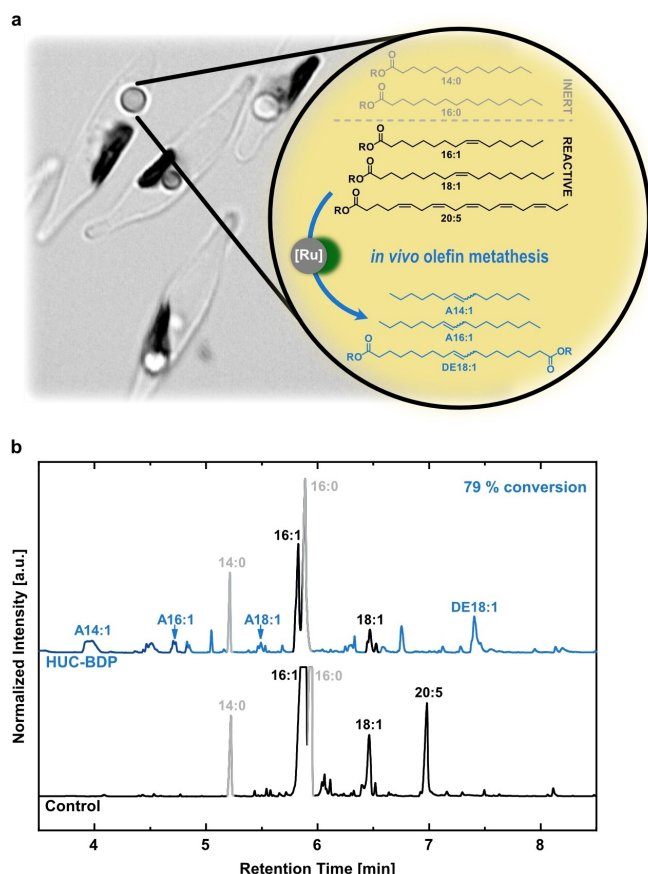 a
O
RO
14:0
O
RO
16:0
INERT
O
RO
16:1
O
RO
18:1
O
RO
20:5
REACTIVE
[Ru]
in vivo olefin metathesis
A14:1
A16:1
O
RO
OR
O
DE18:1
b
79 % conversion
16:0
16:1
14:0
A14:1
A16:1
A18:1
18:1
DE18:1
HUC-BDP
16:1
16:0
14:0
18:1
20:5
Control
Normalized Intensity [a.u.]
4 5 6 7 8
Retention Time [min]